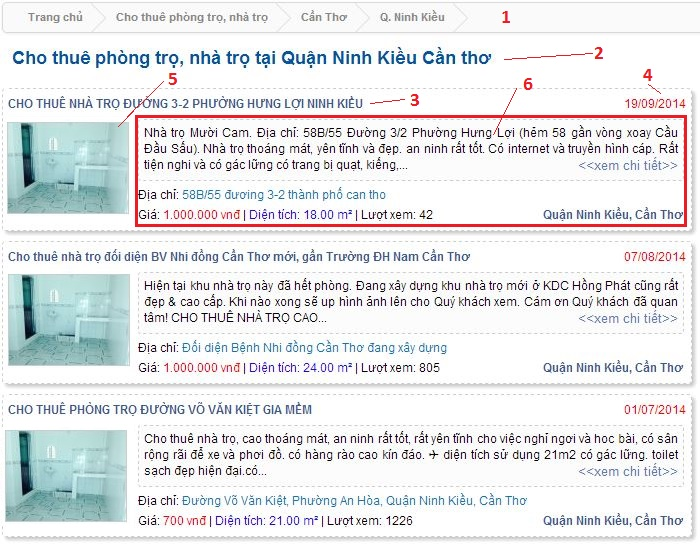 Trang chủ Cho thuê phòng trọ, nhà trọ Cần Thơ Q. Ninh Kiều 1
Cho thuê phòng trọ, nhà trọ tại Quận Ninh Kiều Cần thơ 2
5 6 4
CHO THUÊ NHÀ TRỌ ĐƯỜNG 3-2 PHƯỜNG HƯNG LỢI NINH KIỀU 3 19/09/2014
Nhà trọ Mười Cam. Địa chỉ: 58B/55 Đường 3/2 Phường Hưng Lợi (hẻm 58 gần vòng xoay Cầu
Đầu Sấu). Nhà trọ thoáng mát, yên tĩnh và đẹp. an ninh rất tốt. Có internet và truyền hình cáp. Rất
tiện nghi và có gác lững có trang bị quạt, kiếng,... <<xem chi tiết>>
Địa chỉ: 58B/55 đương 3-2 thành phố can tho
Giá: 1.000.000 vnđ | Diện tích: 18.00 m² | Lượt xem: 42 Quận Ninh Kiều, Cần Thơ
Cho thuê nhà trọ đối diện BV Nhi đồng Cần Thơ mới, gần Trường ĐH Nam Cần Thơ 07/08/2014
Hiện tại khu nhà trọ này đã hết phòng. Đang xây dựng khu nhà trọ mới ở KDC Hồng Phát cũng rất
đẹp & cao cấp. Khi nào xong sẽ up hình ảnh lên cho Quý khách xem. Cám ơn Quý khách đã quan
tâm! CHO THUÊ NHÀ TRỌ CAO... <<xem chi tiết>>
Địa chỉ: Đối diện Bệnh Nhi đồng Cần Thơ đang xây dựng
Giá: 1.000.000 vnđ | Diện tích: 24.00 m² | Lượt xem: 805 Quận Ninh Kiều, Cần Thơ
CHO THUÊ PHÒNG TRỌ ĐƯỜNG VÕ VĂN KIỆT GIA MỀM 01/07/2014
Cho thuê nhà trọ, cao thoáng mát, an ninh rất tốt, rất yên tĩnh cho việc nghỉ ngơi và hoc bài, có sân
rộng rãi để xe và phơi đồ. có hàng rào cao kín đáo. ✈ diện tích sử dụng 21m2 có gác lững. toilet
sạch đẹp hiện đại.có... <<xem chi tiết>>
Địa chỉ: Đường Võ Văn Kiệt, Phường An Hòa, Quận Ninh Kiều, Cần Thơ
Giá: 700 vnđ | Diện tích: 21.00 m² | Lượt xem: 1226 Quận Ninh Kiều, Cần Thơ